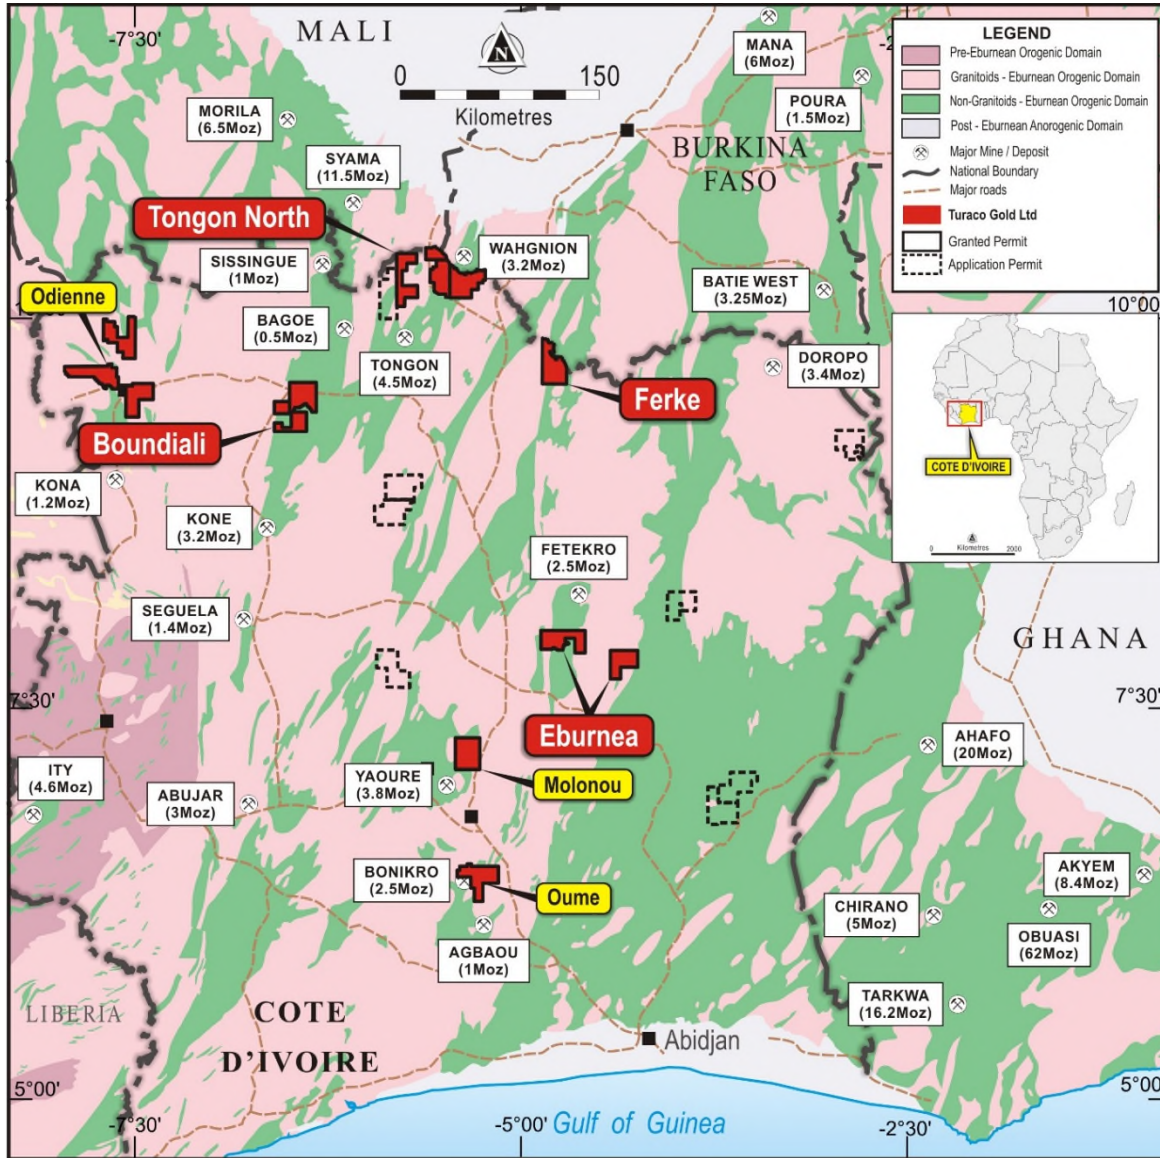 -7°30'
MALI
N
0
150
Kilometres
MANA
(6Moz)
-2
LEGEND
Pre-Eburnean Orogenic Domain
Granitoids - Eburnean Orogenic Domain
Non-Granitoids - Eburnean Orogenic Domain
Post - Eburnean Anorogenic Domain
Major Mine / Deposit
National Boundary
Major roads
Turaco Gold Ltd
Granted Permit
Application Permit
MORILA
(6.5Moz)
POURA
(1.5Moz)
SYAMA
(11.5Moz)
BURKINA
FASO
Tongon North
SISSINGUE
(1Moz)
WAHGNION
(3.2Moz)
BATIE WEST
(3.25Moz)
Odienne
10°00'
BAGOE
(0.5Moz)
TONGON
(4.5Moz)
DOROPO
(3.4Moz)
Ferke
Boundiali
COTE D'IVOIRE
0
Kilometres
2000
KONA
(1.2Moz)
KONE
(3.2Moz)
FETEKRO
(2.5Moz)
SEGUELA
(1.4Moz)
GHANA
7°30'
7°30'
Eburnea
AHAFO
(20Moz)
ITY
(4.6Moz)
ABUJAR
(3Moz)
YAOURE
(3.8Moz)
Molonou
BONIKRO
(2.5Moz)
Oume
AKYEM
(8.4Moz)
CHIRANO
(5Moz)
OBUASI
(62Moz)
AGBAOU
(1Moz)
TARKWA
(16.2Moz)
LIBERIA
COTE
D'IVOIRE
Abidjan
5°00'
5°00'
-7°30'
-5°00'
Gulf of Guinea
-2°30'